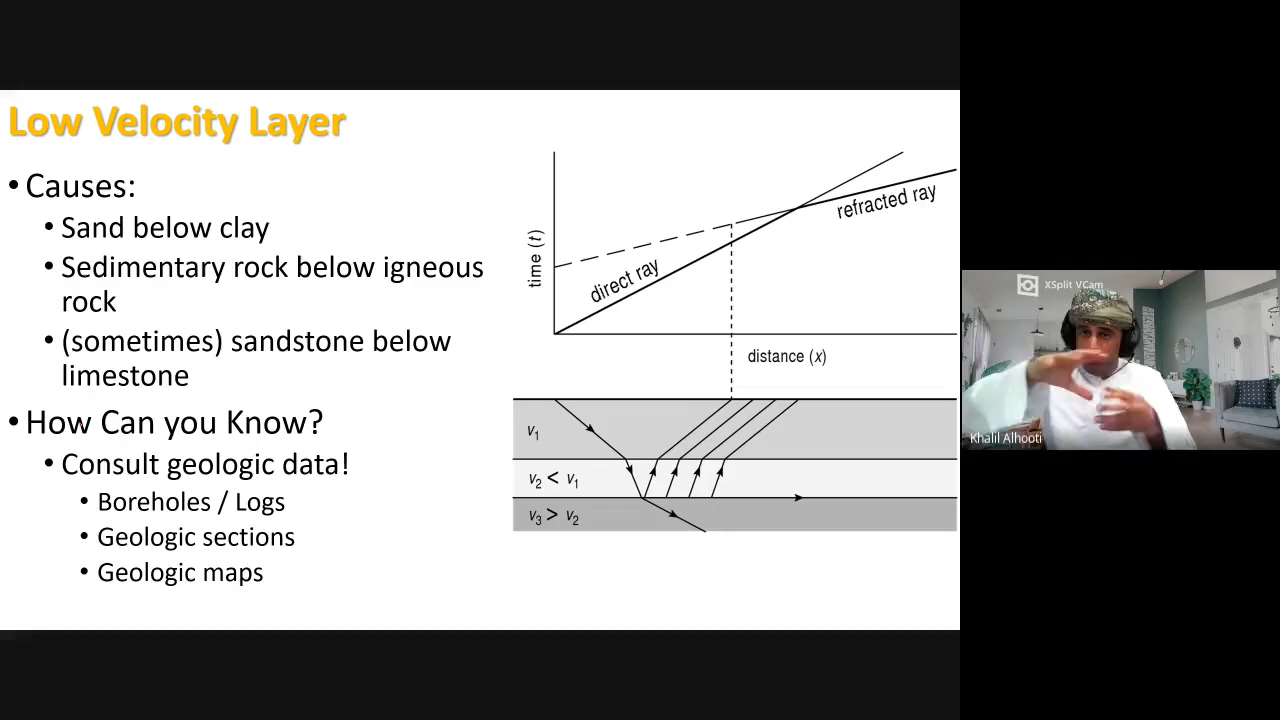 Low Velocity Layer
• Causes:
• Sand below clay
• Sedimentary rock below igneous
rock
• (sometimes) sandstone below
limestone
• How Can you Know?
• Consult geologic data!
• Boreholes / Logs
• Geologic sections
• Geologic maps
time (t)
direct ray
refracted ray
distance (x)
v₁
v₂ < v₁
v₃ > v₂
XSplit VCam
Khalil Alhooti